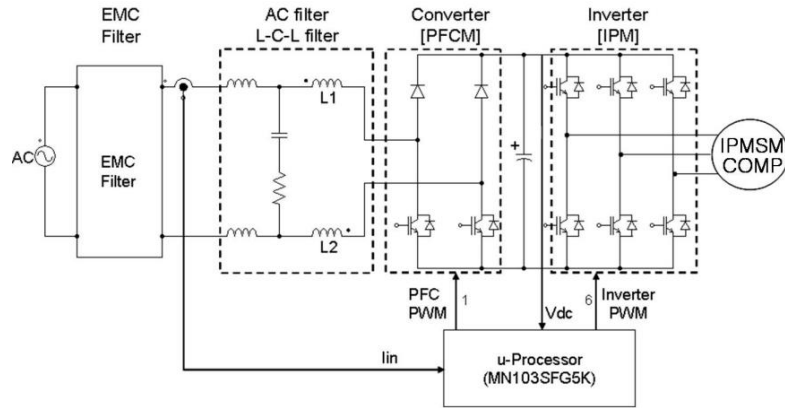 EMC
Filter
AC filter
L-C-L filter
Converter
[PFCM]
Inverter
[IPM]
L1
AC
EMC
Filter
+
IPMSM
COMP
L2
PFC
PWM
1
Vdc
6
Inverter
PWM
Iin
u-Processor
(MN103SFG5K)